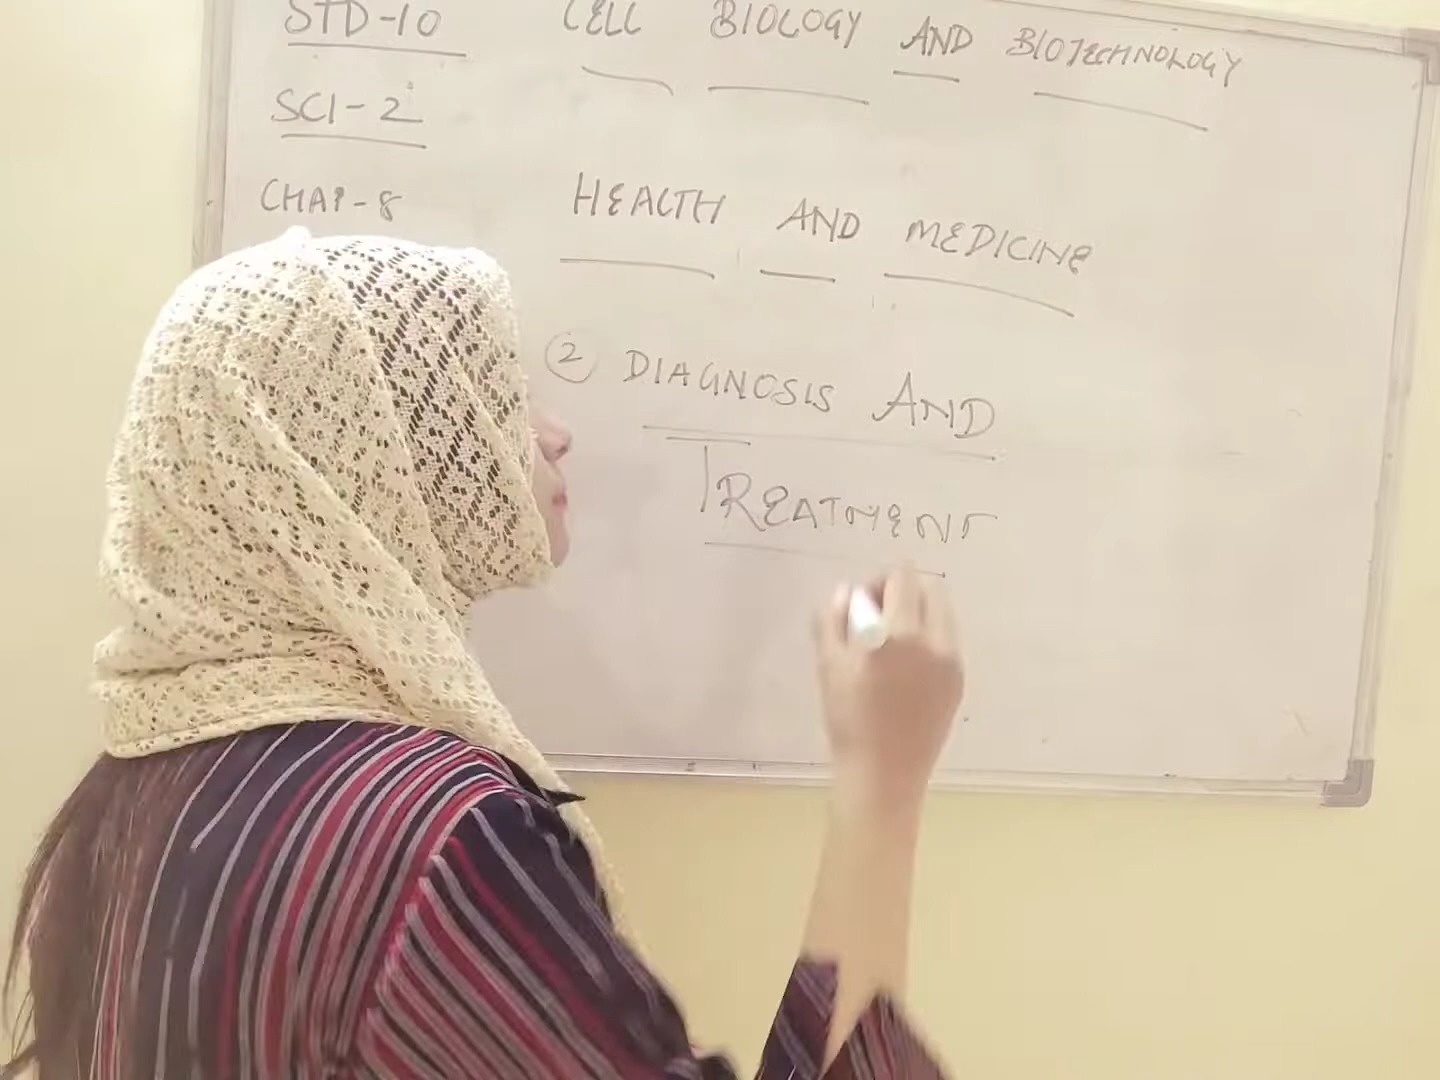 STD-10 CELL BIOLOGY AND BIOTECHNOLOGY
SCI-2
CHAP-8 HEALTH AND MEDICINE
2 DIAGNOSIS AND
TREATMENT